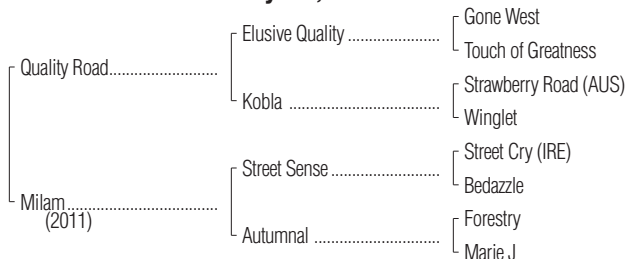 Gone West
Elusive Quality ....................
Touch of Greatness
Quality Road.......................
Strawberry Road (AUS)
Kobla .................................
Winglet
Street Cry (IRE)
Street Sense ........................
Bedazzle
Milam................................
(2011)
Forestry
Autumnal ...........................
Marie J